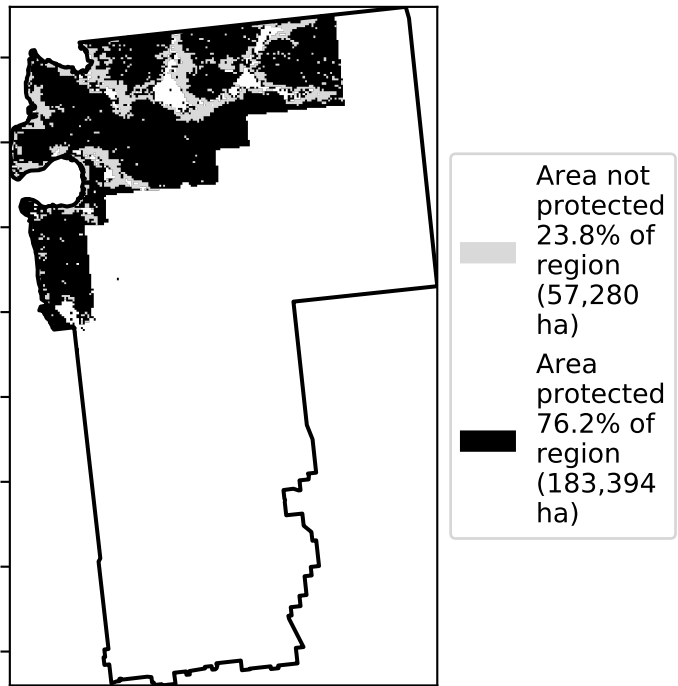 Area not
protected
23.8% of
region
(57,280
ha)
Area
protected
76.2% of
region
(183,394
ha)